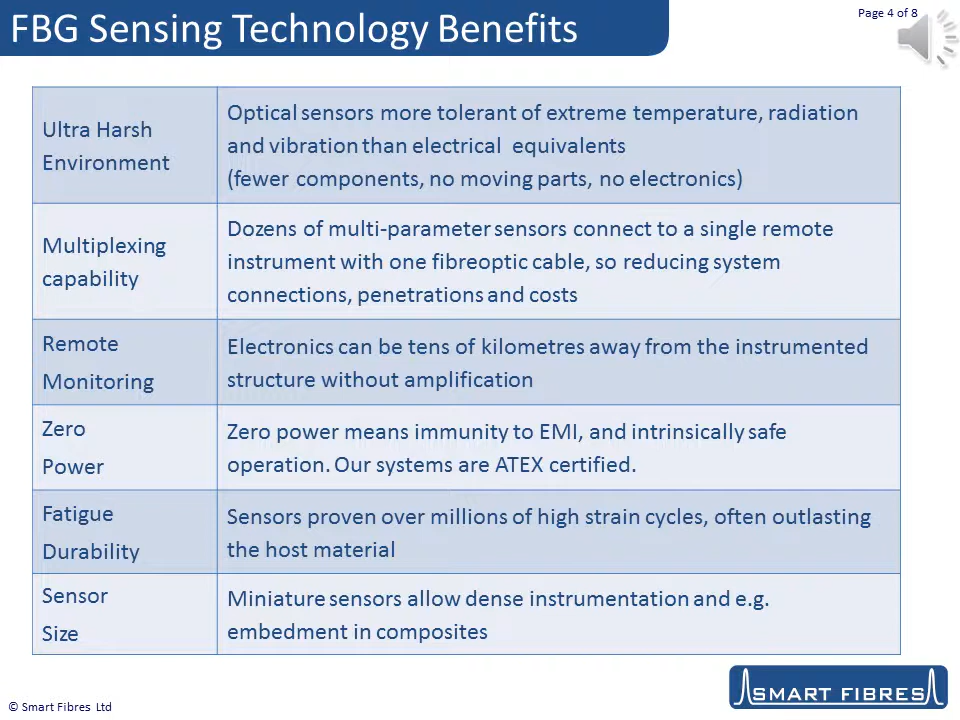 FBG Sensing Technology Benefits
Page 4 of 8
Ultra Harsh
Environment
Optical sensors more tolerant of extreme temperature, radiation
and vibration than electrical equivalents
(fewer components, no moving parts, no electronics)
Multiplexing
capability
Dozens of multi-parameter sensors connect to a single remote
instrument with one fibreoptic cable, so reducing system
connections, penetrations and costs
Remote
Monitoring
Electronics can be tens of kilometres away from the instrumented
structure without amplification
Zero
Power
Zero power means immunity to EMI, and intrinsically safe
operation. Our systems are ATEX certified.
Fatigue
Durability
Sensors proven over millions of high strain cycles, often outlasting
the host material
Sensor
Size
Miniature sensors allow dense instrumentation and e.g.
embedment in composites
SMART FIBRES
© Smart Fibres Ltd